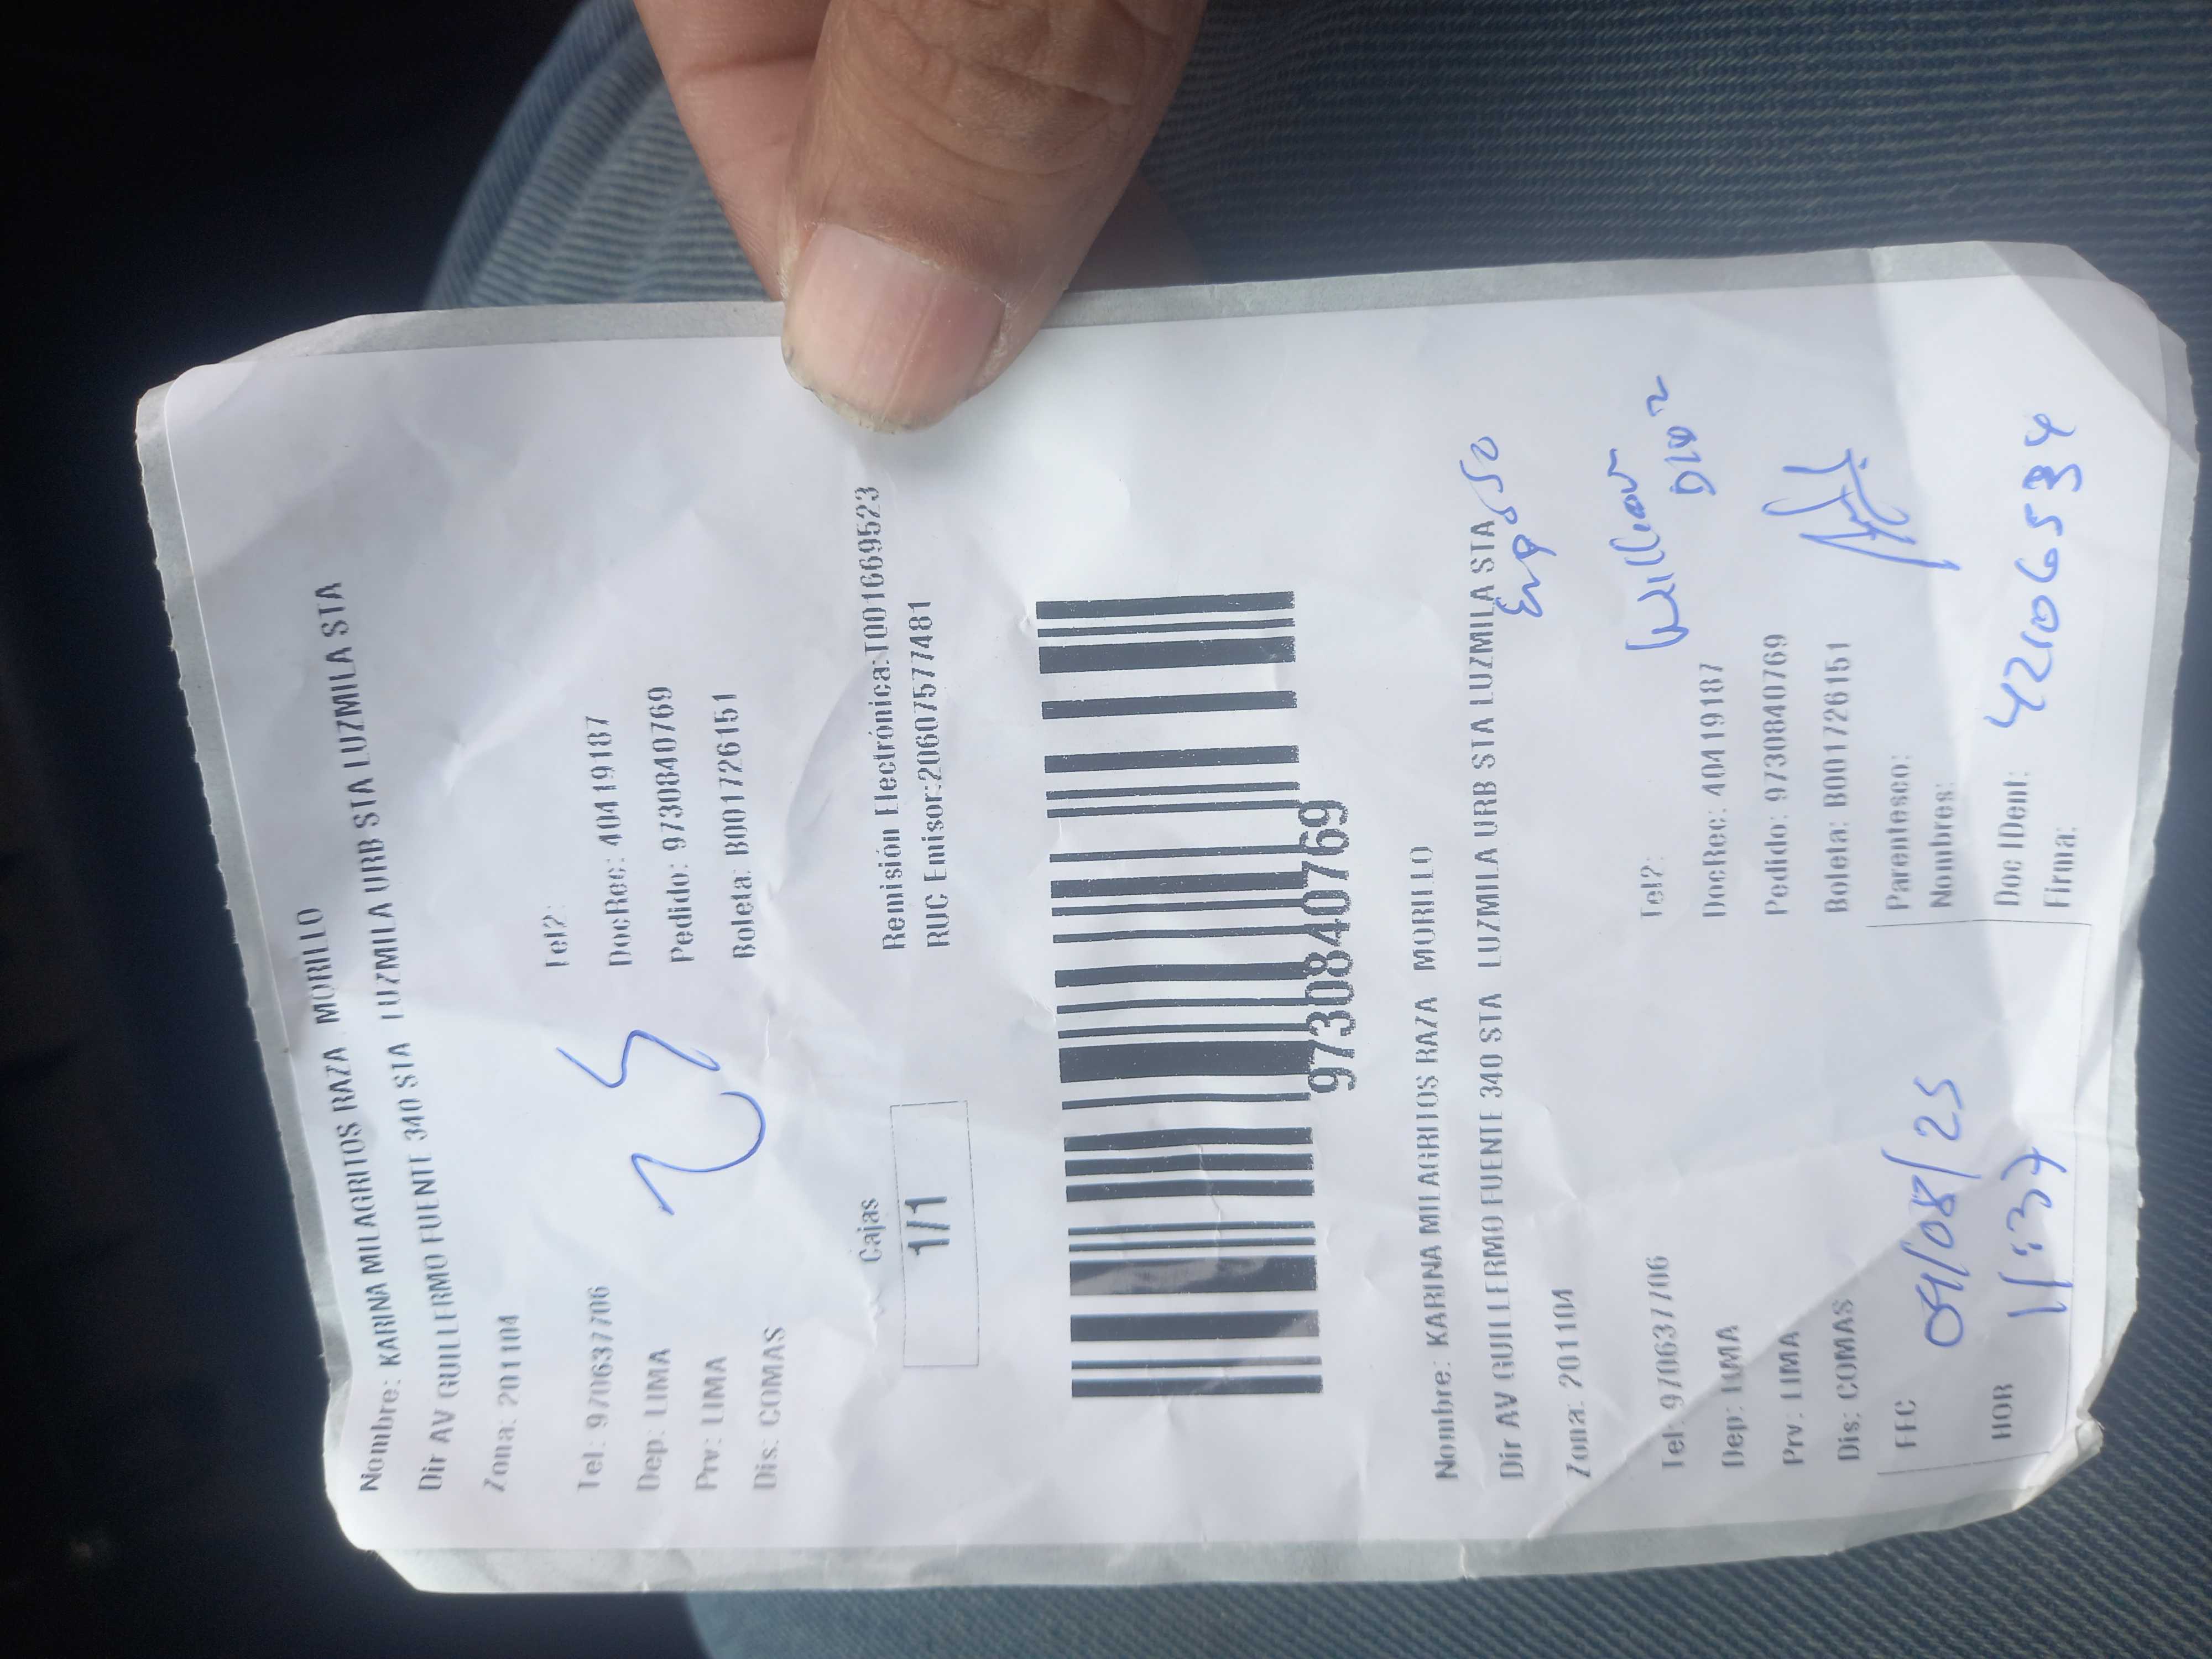 Nombre: KARINA MILAGRITOS RAZA MORILLO
Dir AV GUILLERMO FUENTE 340 STA LUZMILA URB STA LUZMILA STA
Zona: 201104
Tel: 970637706
Tel2:
Dep: LIMA
DocRec: 40419187
Prv: LIMA
Pedido: 9730840769
Dis: COMAS
Boleta: B001726151
Cajas
1/1
Remisión Electrónica:T001669523
RUC Emisor:20607577481
9730840769
Nombre: KARINA MILAGRITOS RAZA MORILLO
Dir AV GUILLERMO FUENTE 340 STA LUZMILA URB STA LUZMILA STA
Zona: 201104
Esposo
Tel: 970637706
Tel2:
Dep: LIMA
DocRec: 40419187
Prv: LIMA
Pedido: 9730840769
Dis: COMAS
Boleta: B001726151
FEC 09/08/25
Parentesco:
Nombres:
HOR 11:37
Doc IDent: 42106534
Firma: